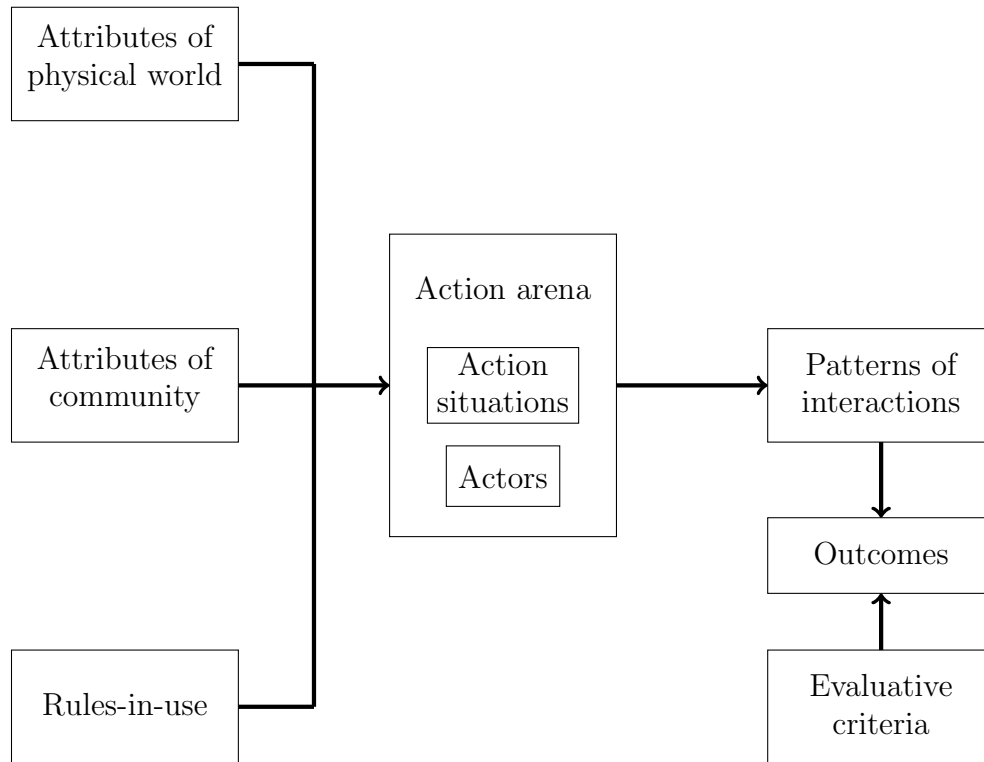 Attributes of
physical world
Attributes of
community
Rules-in-use
Action arena
Action
situations
Actors
Patterns of
interactions
Outcomes
Evaluative
criteria